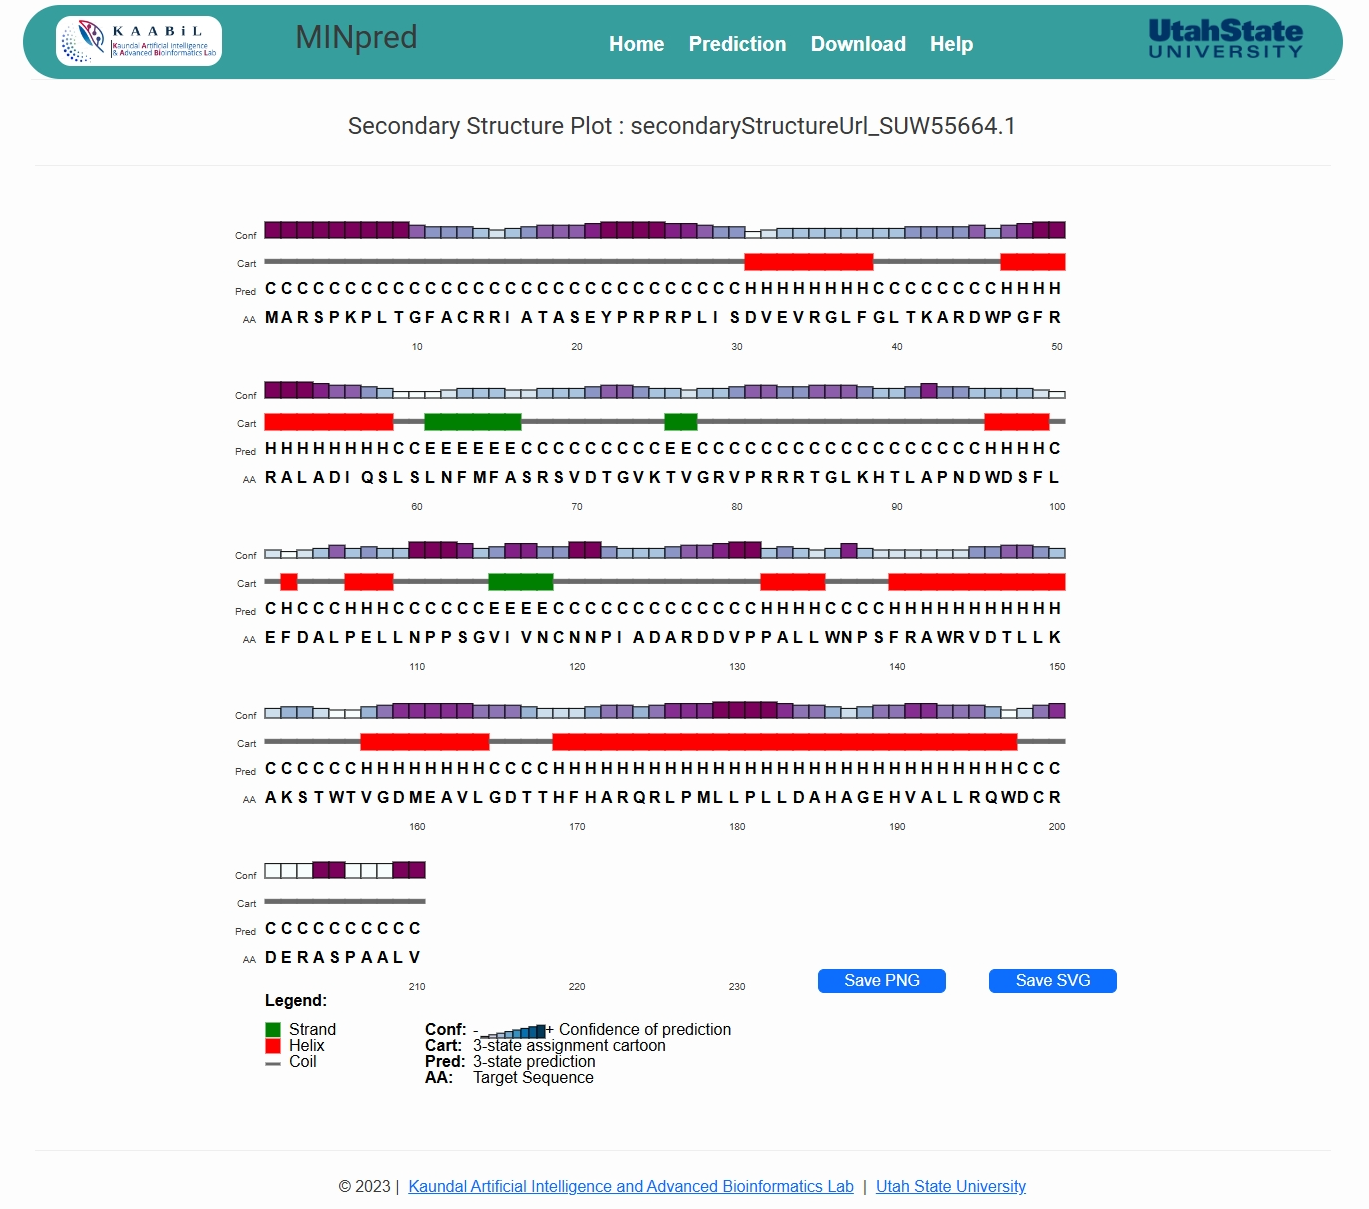 KAABiL
Kaundal Artificial Intelligence
& Advanced Bioinformatics Lab
MINpred
Home Prediction Download Help
UtahState
UNIVERSITY
Secondary Structure Plot : secondaryStructureUrl_SUW55664.1
Conf
Cart
Pred C C C C C C C C C C C C C C C C C C C C C C C C C C C C C C H H H H H H H H C C C C C C C C H H H H
AA M A R S P K P L T G F A C R R I A T A S E Y P R P R P L I S D V E V R G L F G L T K A R D W P G F R
10 20 30 40 50
Conf
Cart
Pred H H H H H H H H C C E E E E E E C C C C C C C C C E E C C C C C C C C C C C C C C C C C C H H H H C
AA R A L A D I Q S L S L N F M F A S R S V D T G V K T V G R V P R R R T G L K H T L A P N D W D S F L
60 70 80 90 100
Conf
Cart
Pred C H C C C H H H C C C C C C E E E E C C C C C C C C C C C C C H H H H C C C C H H H H H H H H H H H
AA E F D A L P E L L N P P S G V I V N C N N P I A D A R D D V P P A L L W N P S F R A W R V D T L L K
110 120 130 140 150
Conf
Cart
Pred C C C C C C H H H H H H H H C C C C H H H H H H H H H H H H H H H H H H H H H H H H H H H H H C C C
AA A K S T W T V G D M E A V L G D T T H F H A R Q R L P M L L P L L D A H A G E H V A L L R Q W D C R
160 170 180 190 200
Conf
Cart
Pred C C C C C C C C C C
AA D E R A S P A A L V
210 220 230
Save PNG Save SVG
Legend:
Strand Conf: - + Confidence of prediction
Helix Cart: 3-state assignment cartoon
Coil Pred: 3-state prediction
AA: Target Sequence
© 2023 | Kaundal Artificial Intelligence and Advanced Bioinformatics Lab | Utah State University